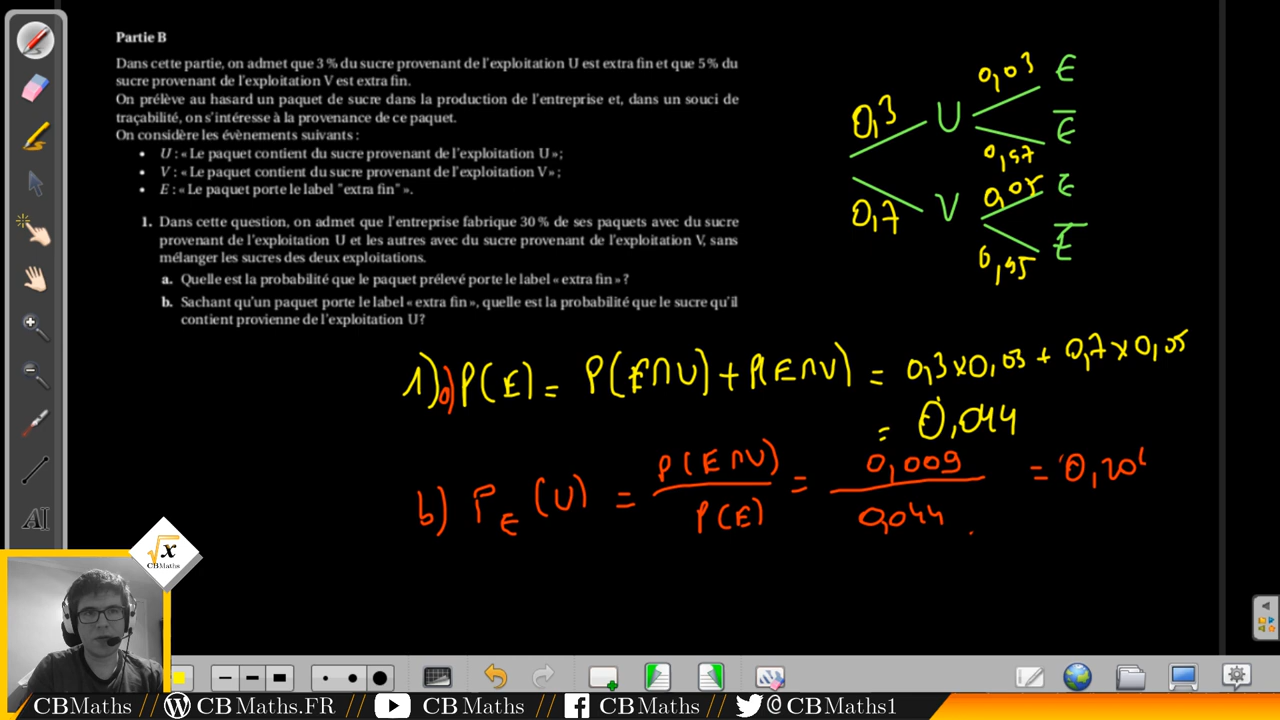 Partie B
Dans cette partie, on admet que 3 % du sucre provenant de l'exploitation U est extra fin et que 5 % du
sucre provenant de l'exploitation V est extra fin.
On prélève au hasard un paquet de sucre dans la production de l'entreprise et, dans un souci de
traçabilité, on s'intéresse à la provenance de ce paquet.
On considère les évènements suivants :
• U : « Le paquet contient du sucre provenant de l'exploitation U » ;
• V : « Le paquet contient du sucre provenant de l'exploitation V » ;
• E : « Le paquet porte le label "extra fin" ».
1. Dans cette question, on admet que l'entreprise fabrique 30 % de ses paquets avec du sucre
provenant de l'exploitation U et les autres avec du sucre provenant de l'exploitation V, sans
mélanger les sucres des deux exploitations.
a. Quelle est la probabilité que le paquet prélevé porte le label « extra fin » ?
b. Sachant qu'un paquet porte le label « extra fin », quelle est la probabilité que le sucre qu'il
contient provienne de l'exploitation U?
0,03 E
0,3 U
0,97 E̅
0,05 E
0,7 V
0,95 E̅
1) a) P(E) = P(E∩U) + P(E∩V) = 0,3×0,03 + 0,7×0,05
= 0,044
b) P_E (U) = P(E∩U) / P(E) = 0,009 / 0,044 = 0,20
√x
CBMaths
AI
CBMaths CBMaths.FR CBMaths CBMaths @CBMaths1